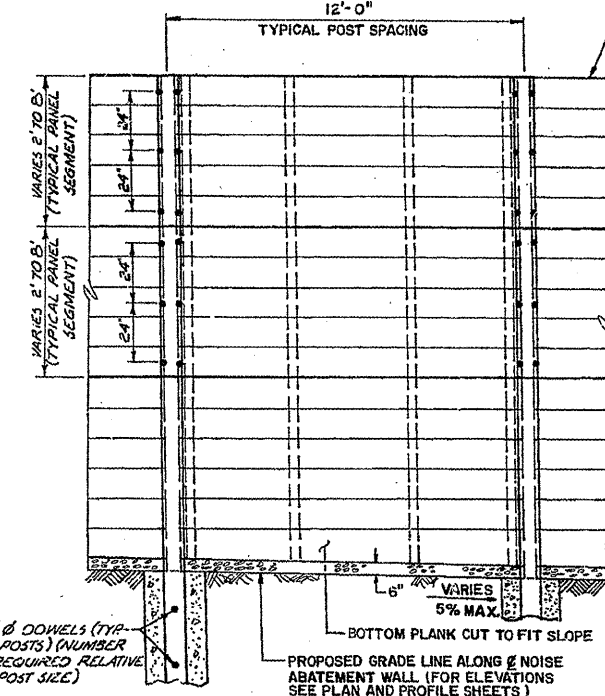 12'-0"
TYPICAL POST SPACING
VARIES 2' TO 8'
(TYPICAL PANEL
SEGMENT)
24"
24"
VARIES 2' TO 8'
(TYPICAL PANEL
SEGMENT)
24"
24"
6"
VARIES
5% MAX.
Ø DOWELS (TYP.
POSTS) (NUMBER
REQUIRED RELATIVE
POST SIZE)
BOTTOM PLANK CUT TO FIT SLOPE
PROPOSED GRADE LINE ALONG ℄ NOISE
ABATEMENT WALL (FOR ELEVATIONS
SEE PLAN AND PROFILE SHEETS)